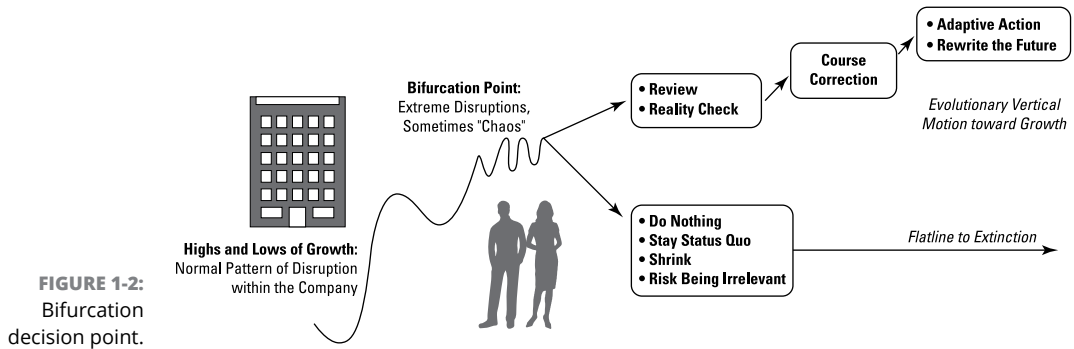 • Adaptive Action
• Rewrite the Future
Course
Correction
Bifurcation Point:
Extreme Disruptions,
Sometimes "Chaos"
• Review
• Reality Check
Evolutionary Vertical
Motion toward Growth
• Do Nothing
• Stay Status Quo
• Shrink
• Risk Being Irrelevant
Flatline to Extinction
Highs and Lows of Growth:
Normal Pattern of Disruption
within the Company
FIGURE 1-2:
Bifurcation
decision point.